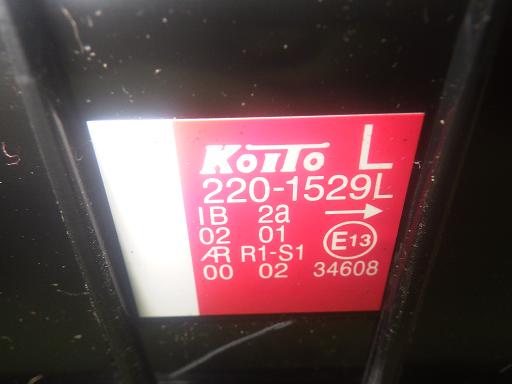 KOITO L
220-1529L
IB 2a →
02 01
AR R1-S1 E13
00 02 34608